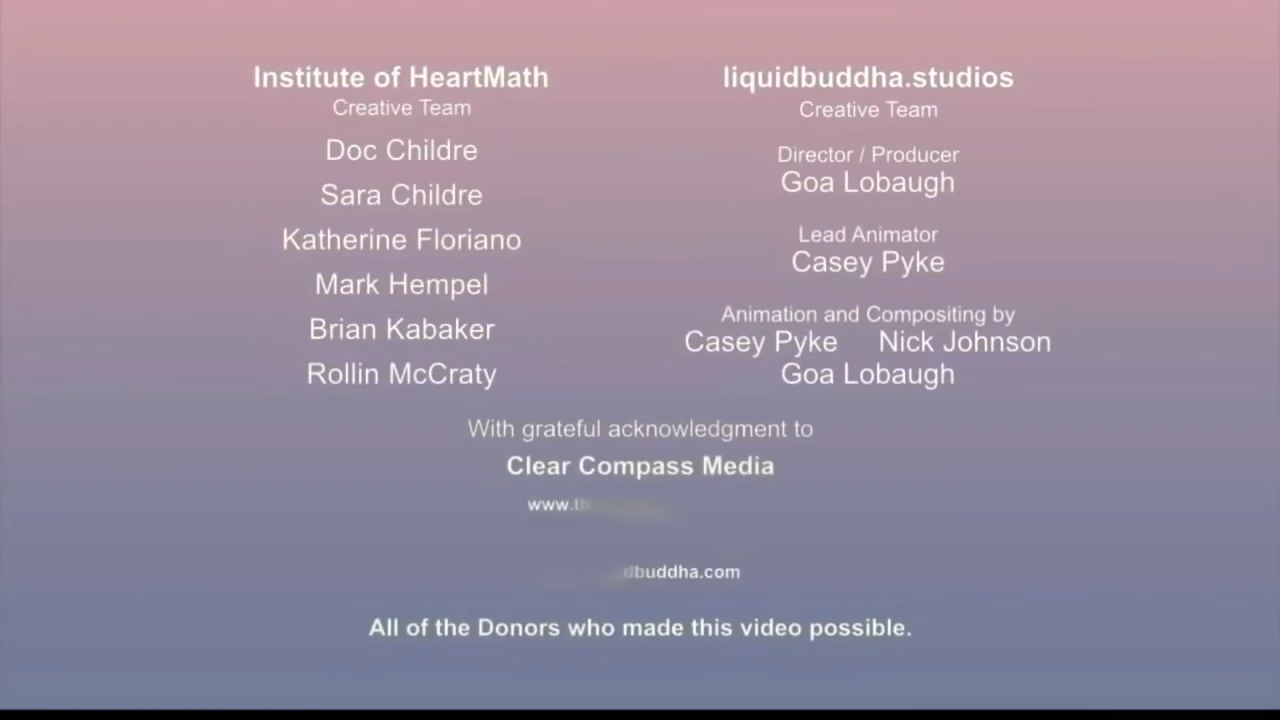 Institute of HeartMath
Creative Team
Doc Childre
Sara Childre
Katherine Floriano
Mark Hempel
Brian Kabaker
Rollin McCraty
liquidbuddha.studios
Creative Team
Director / Producer
Goa Lobaugh
Lead Animator
Casey Pyke
Animation and Compositing by
Casey Pyke Nick Johnson
Goa Lobaugh
With grateful acknowledgment to
Clear Compass Media
dbuddha.com
All of the Donors who made this video possible.